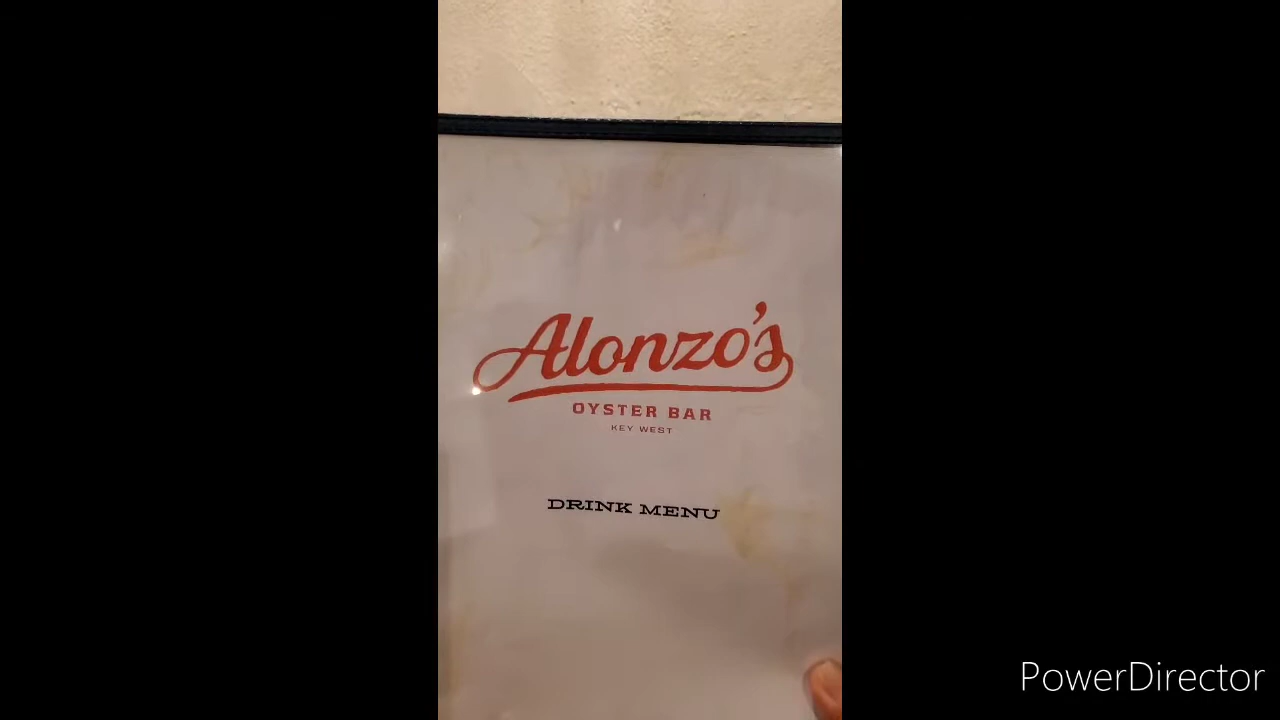 Alonzo's
OYSTER BAR
KEY WEST
DRINK MENU
PowerDirector